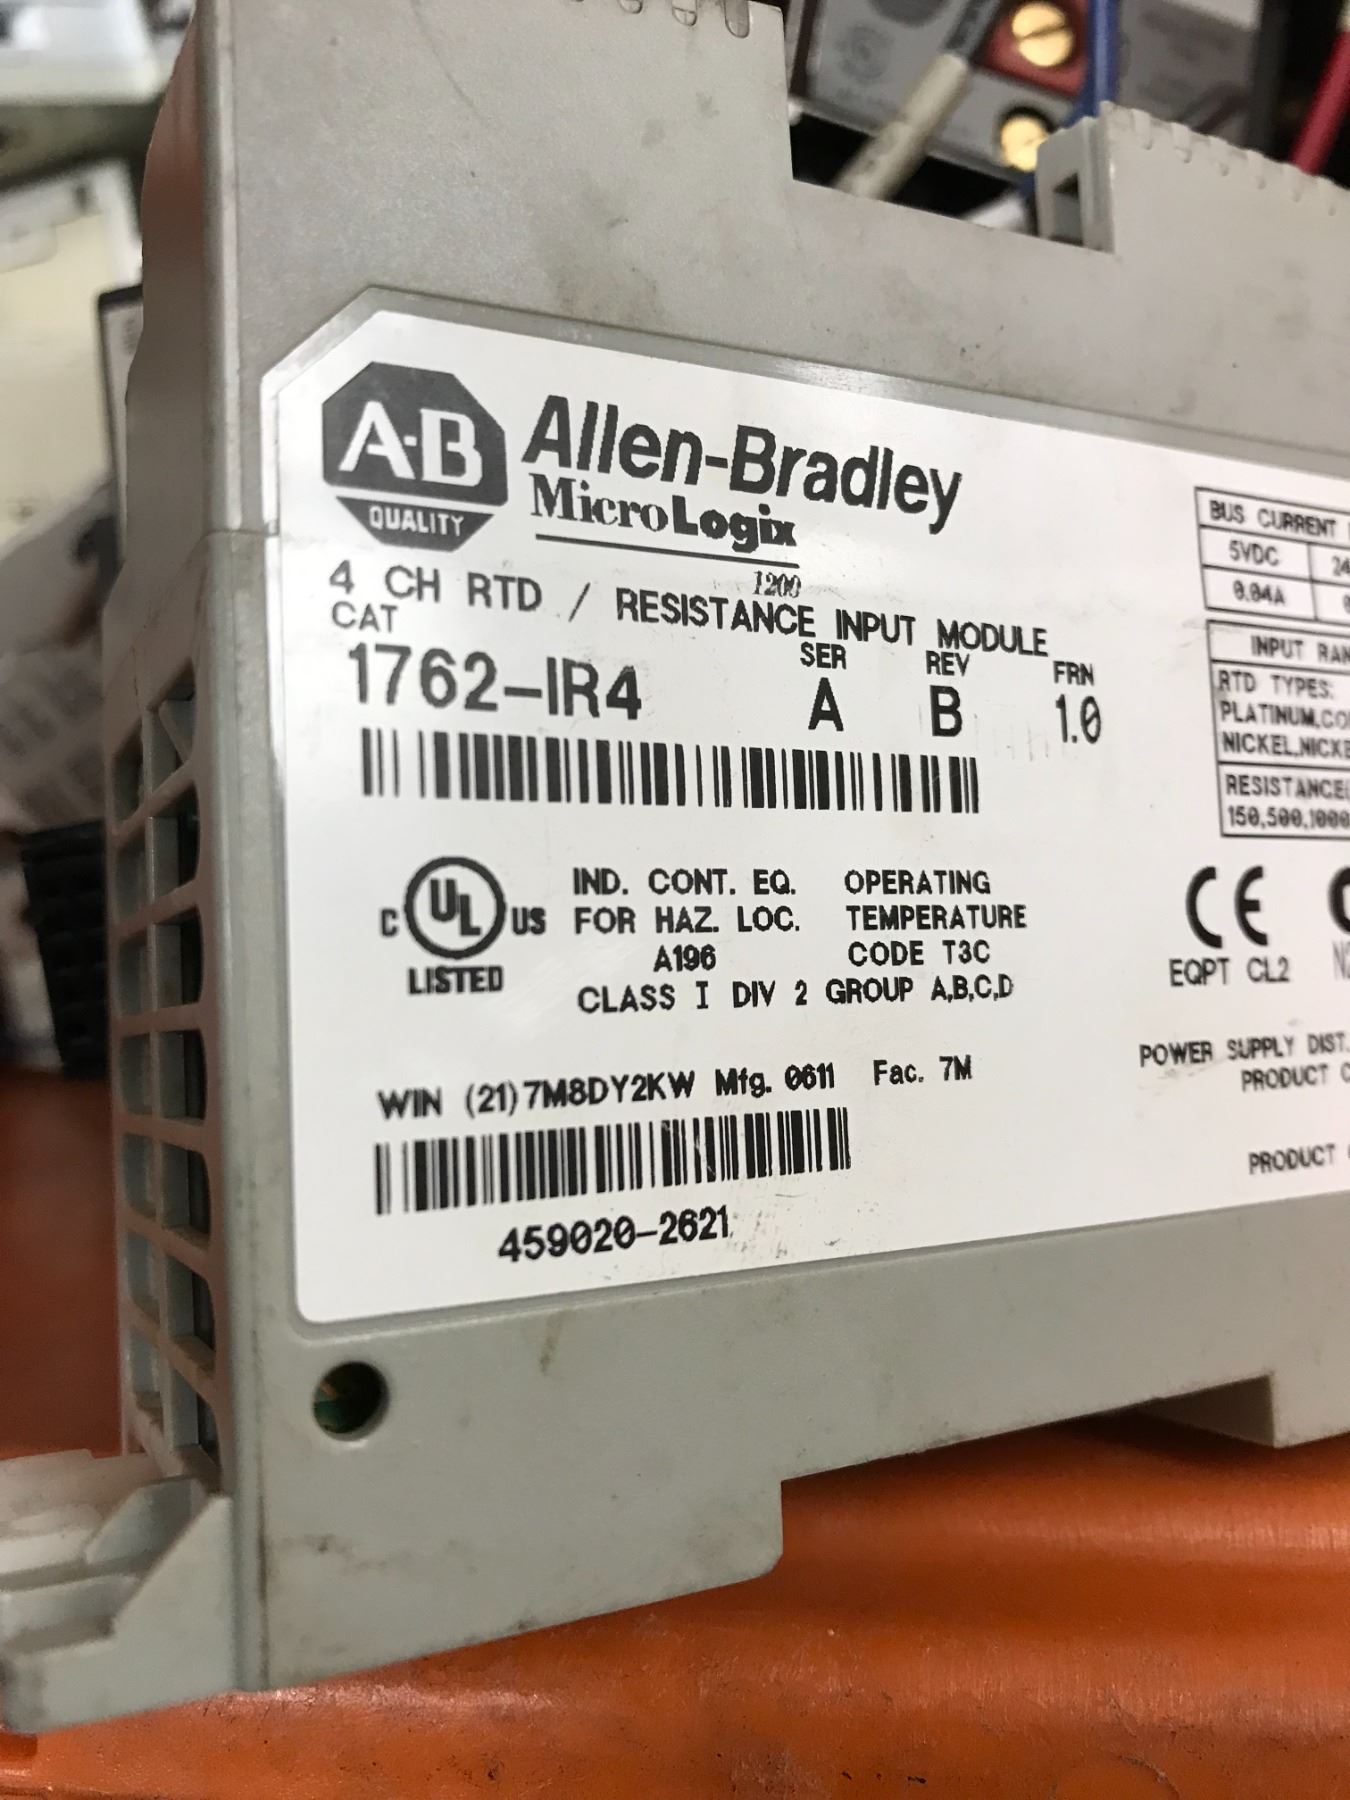 A-B
QUALITY
Allen-Bradley
MicroLogix
1200
4 CH RTD / RESISTANCE INPUT MODULE
CAT SER REV FRN
1762-IR4 A B 1.0
BUS CURRENT
5VDC 24
0.04A
INPUT
RTD TYPES:
PLATINUM,
NICKEL,
RESISTANCE
150,500,1000
C UL US
LISTED
IND. CONT. EQ.
FOR HAZ. LOC.
A196
OPERATING
TEMPERATURE
CODE T3C
CLASS I DIV 2 GROUP A,B,C,D
CE
EQPT CL2
WIN (21)7M8DY2KW Mfg. 0611 Fac. 7M
459020-2621
POWER SUPPLY DIST.
PRODUCT
PRODUCT